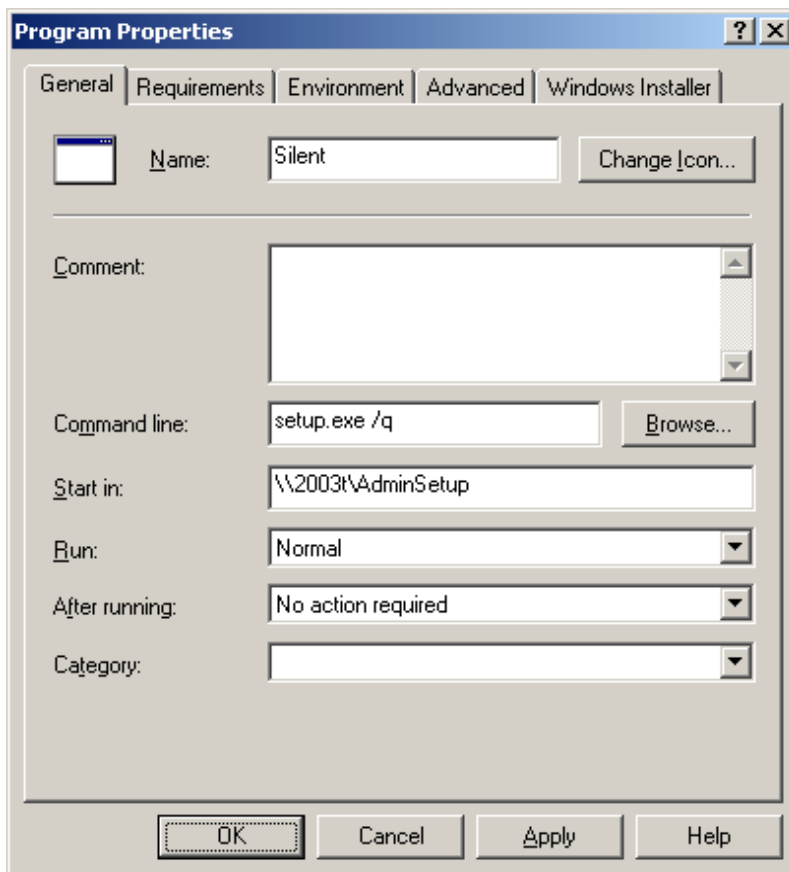 Program Properties
General Requirements Environment Advanced Windows Installer
Name: Silent Change Icon...
Comment:
Command line: setup.exe /q Browse...
Start in: \\2003t\AdminSetup
Run: Normal
After running: No action required
Category:
OK Cancel Apply Help